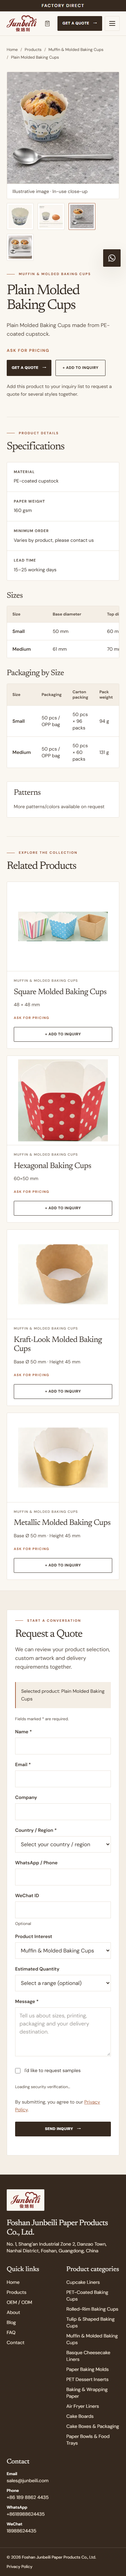 FACTORY DIRECT
Junbeili
俊倍利
GET A QUOTE →
Home / Products / Muffin & Molded Baking Cups
/ Plain Molded Baking Cups
Illustrative image · In-use close-up
MUFFIN & MOLDED BAKING CUPS
Plain Molded
Baking Cups
Plain Molded Baking Cups made from PE-
coated cupstock.
ASK FOR PRICING
GET A QUOTE →
+ ADD TO INQUIRY
Add this product to your inquiry list to request a
quote for several styles together.
PRODUCT DETAILS
Specifications
MATERIAL
PE-coated cupstock
PAPER WEIGHT
160 gsm
MINIMUM ORDER
Varies by product; please contact us
LEAD TIME
15–25 working days
Sizes
Size Base diameter Top di
Small 50 mm 60 m
Medium 61 mm 70 m
Packaging by Size
Size Packaging Carton packing Pack weight
Small 50 pcs / OPP bag 50 pcs × 96 packs 94 g
Medium 50 pcs / OPP bag 50 pcs × 60 packs 131 g
Patterns
More patterns/colors available on request
EXPLORE THE COLLECTION
Related Products
MUFFIN & MOLDED BAKING CUPS
Square Molded Baking Cups
48 × 48 mm
ASK FOR PRICING
+ ADD TO INQUIRY
MUFFIN & MOLDED BAKING CUPS
Hexagonal Baking Cups
60×50 mm
ASK FOR PRICING
+ ADD TO INQUIRY
MUFFIN & MOLDED BAKING CUPS
Kraft-Look Molded Baking
Cups
Base Ø 50 mm · Height 45 mm
ASK FOR PRICING
+ ADD TO INQUIRY
MUFFIN & MOLDED BAKING CUPS
Metallic Molded Baking Cups
Base Ø 50 mm · Height 45 mm
ASK FOR PRICING
+ ADD TO INQUIRY
START A CONVERSATION
Request a Quote
We can review your product selection,
custom artwork and delivery
requirements together.
Selected product: Plain Molded Baking
Cups
Fields marked * are required.
Name *
Email *
Company
Country / Region *
Select your country / region
WhatsApp / Phone
WeChat ID
Optional
Product Interest
Muffin & Molded Baking Cups
Estimated Quantity
Select a range (optional)
Message *
Tell us about sizes, printing,
material, quantity and
destination
I'd like to request samples
Loading security verification…
By submitting, you agree to our Privacy
Policy.
SEND INQUIRY →
Junbeili
俊倍利
Foshan Junbeili Paper Products
Co., Ltd.
No. 1, Shang'an Industrial Zone 2, Danzao Town,
Nanhai District, Foshan, Guangdong, China
Quick links
Home
Products
OEM / ODM
About
Blog
FAQ
Contact
Product categories
Cupcake Liners
PET-Coated Baking
Cups
Rolled-Rim Baking Cups
Tulip & Shaped Baking
Cups
Muffin & Molded Baking
Cups
Basque Cheesecake
Liners
Paper Baking Molds
PET Dessert Inserts
Baking & Wrapping
Paper
Air Fryer Liners
Cake Boards
Cake Boxes & Packaging
Paper Bowls & Food
Trays
Contact
Email
sales@junbeili.com
Phone
+86 189 8882 4435
WhatsApp
WeChat
© 2026 Foshan Junbeili Paper Products Co., Ltd.
Privacy Policy